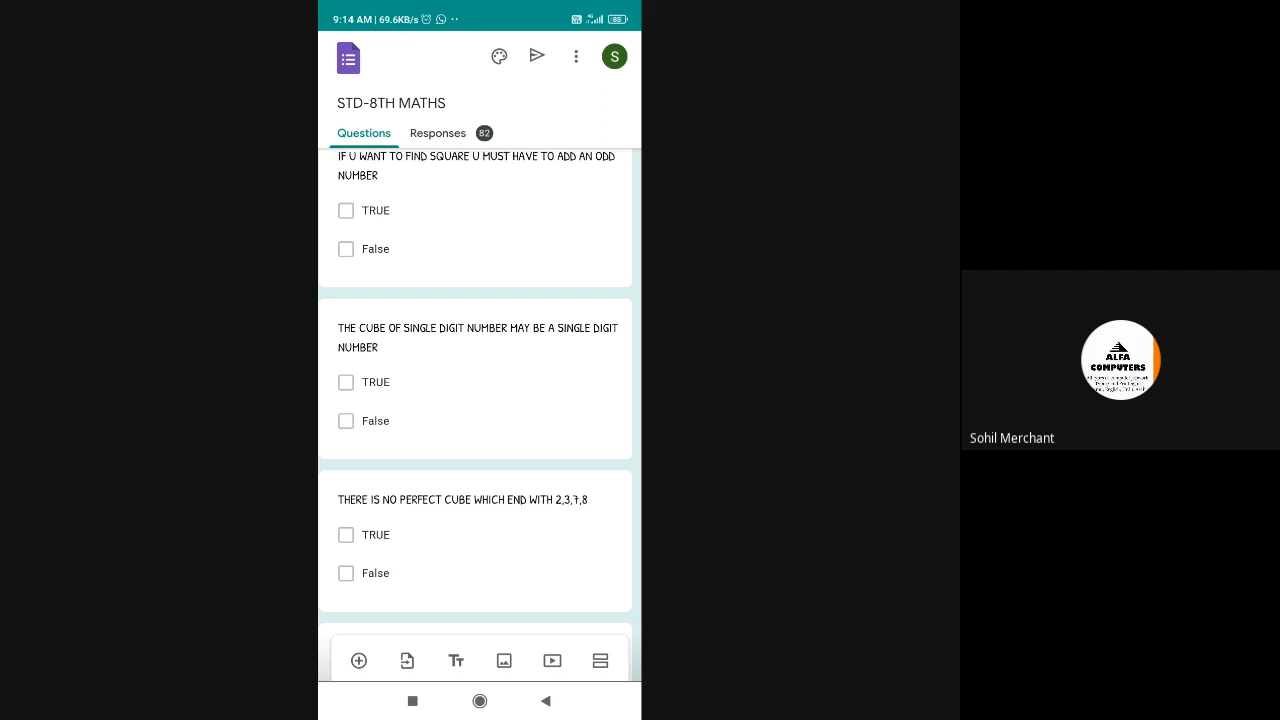 9:14 AM | 69.6KB/s
S
STD-8TH MATHS
Questions Responses 82
IF U WANT TO FIND SQUARE U MUST HAVE TO ADD AN ODD
NUMBER
TRUE
False
THE CUBE OF SINGLE DIGIT NUMBER MAY BE A SINGLE DIGIT
NUMBER
TRUE
False
THERE IS NO PERFECT CUBE WHICH END WITH 2,3,7,8
TRUE
False
Tт
ALFA
COMPUTERS
Sohil Merchant